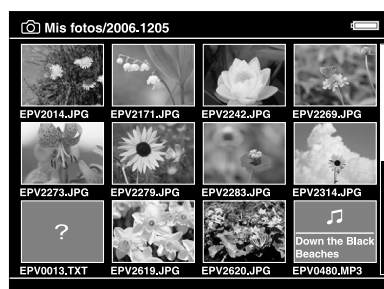 Mis fotos/2006.1205
EPV2014.JPG EPV2171.JPG EPV2242.JPG EPV2269.JPG
EPV2273.JPG EPV2279.JPG EPV2283.JPG EPV2314.JPG
?
Down the Black
Beaches
EPV0013.TXT EPV2619.JPG EPV2620.JPG EPV0480.MP3